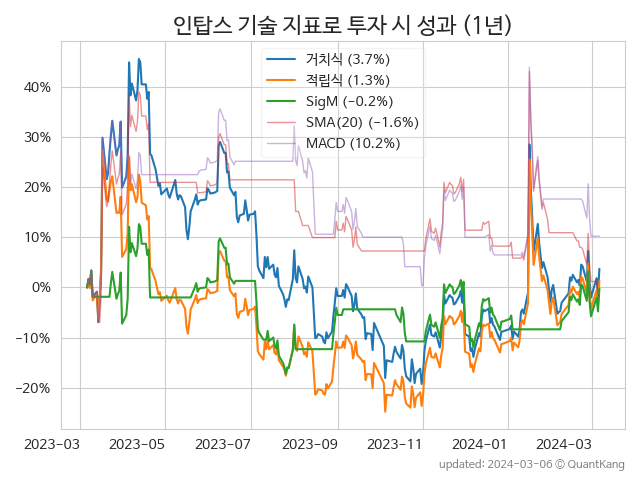 인탑스 기술 지표로 투자 시 성과 (1년)
거치식 (3.7%)
적립식 (1.3%)
SigM (−0.2%)
SMA(20) (−1.6%)
MACD (10.2%)
40%
30%
20%
10%
0%
−10%
−20%
2023-03 2023-05 2023-07 2023-09 2023-11 2024-01 2024-03
updated: 2024-03-06 © QuantKang